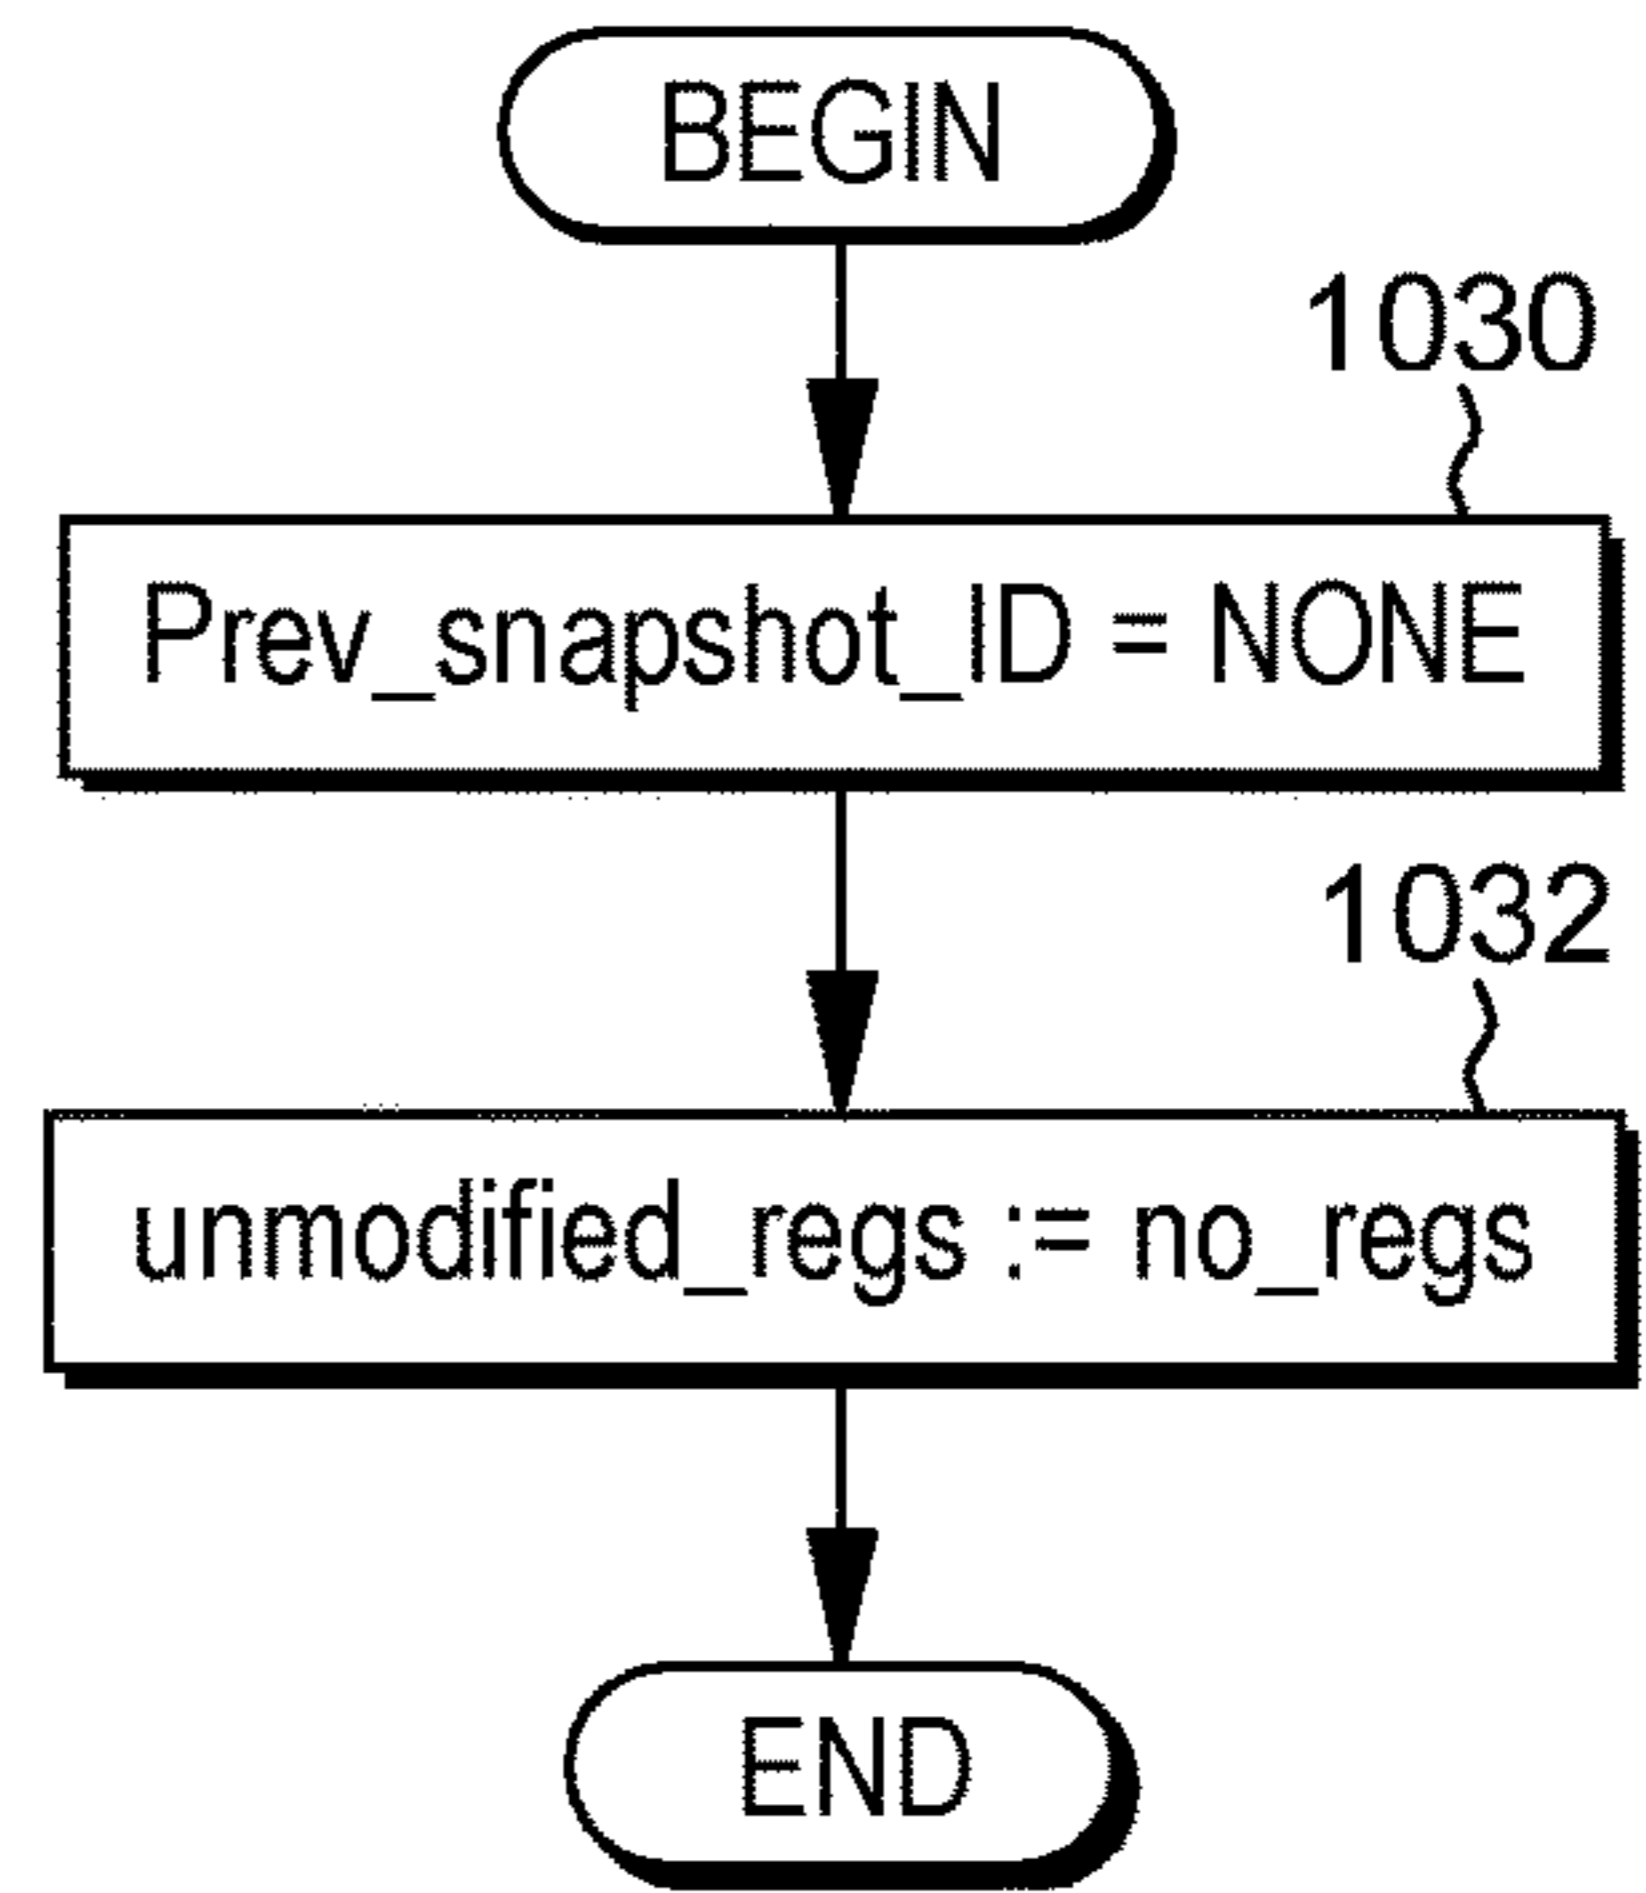 BEGIN
1030
Prev_snapshot_ID = NONE
1032
unmodified_regs := no_regs
END